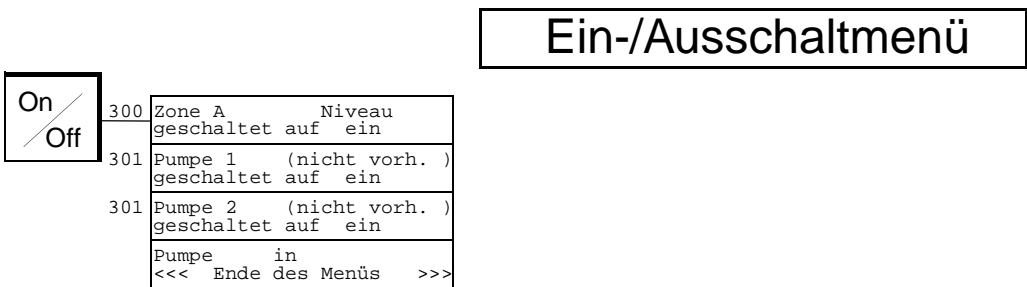 Ein-/Ausschaltmenü
On/Off
300 Zone A Niveau
geschaltet auf ein
301 Pumpe 1 (nicht vorh. )
geschaltet auf ein
301 Pumpe 2 (nicht vorh. )
geschaltet auf ein
Pumpe in
<<< Ende des Menüs >>>